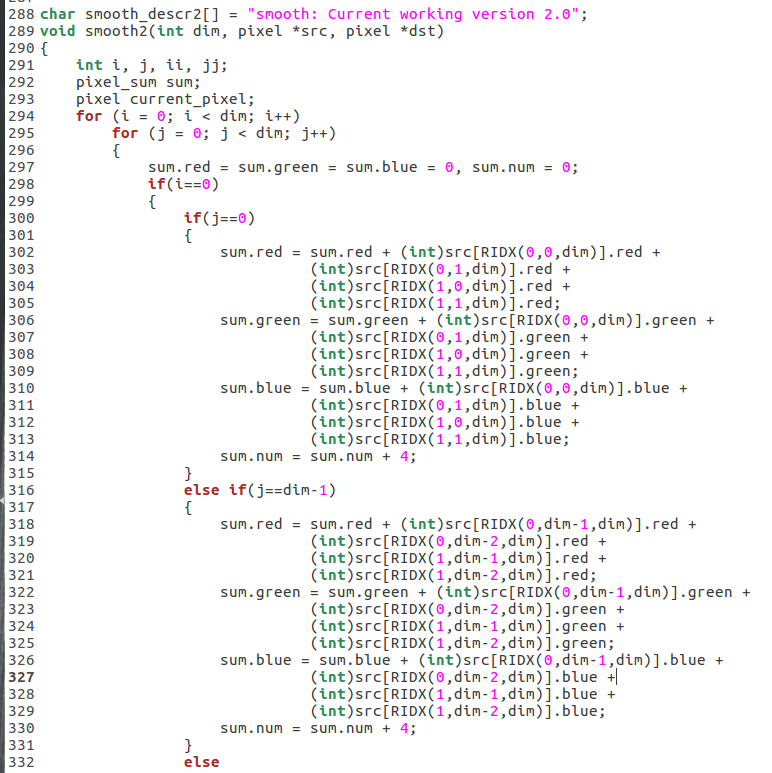 288 char smooth_descr2[] = "smooth: Current working version 2.0";
289 void smooth2(int dim, pixel *src, pixel *dst)
290 {
291     int i, j, ii, jj;
292     pixel_sum sum;
293     pixel current_pixel;
294     for (i = 0; i < dim; i++)
295         for (j = 0; j < dim; j++)
296         {
297             sum.red = sum.green = sum.blue = 0, sum.num = 0;
298             if(i==0)
299             {
300                 if(j==0)
301                 {
302                     sum.red = sum.red + (int)src[RIDX(0,0,dim)].red +
303                               (int)src[RIDX(0,1,dim)].red +
304                               (int)src[RIDX(1,0,dim)].red +
305                               (int)src[RIDX(1,1,dim)].red;
306                     sum.green = sum.green + (int)src[RIDX(0,0,dim)].green +
307                               (int)src[RIDX(0,1,dim)].green +
308                               (int)src[RIDX(1,0,dim)].green +
309                               (int)src[RIDX(1,1,dim)].green;
310                     sum.blue = sum.blue + (int)src[RIDX(0,0,dim)].blue +
311                               (int)src[RIDX(0,1,dim)].blue +
312                               (int)src[RIDX(1,0,dim)].blue +
313                               (int)src[RIDX(1,1,dim)].blue;
314                     sum.num = sum.num + 4;
315                 }
316                 else if(j==dim-1)
317                 {
318                     sum.red = sum.red + (int)src[RIDX(0,dim-1,dim)].red +
319                               (int)src[RIDX(0,dim-2,dim)].red +
320                               (int)src[RIDX(1,dim-1,dim)].red +
321                               (int)src[RIDX(1,dim-2,dim)].red;
322                     sum.green = sum.green + (int)src[RIDX(0,dim-1,dim)].green +
323                               (int)src[RIDX(0,dim-2,dim)].green +
324                               (int)src[RIDX(1,dim-1,dim)].green +
325                               (int)src[RIDX(1,dim-2,dim)].green;
326                     sum.blue = sum.blue + (int)src[RIDX(0,dim-1,dim)].blue +
327                               (int)src[RIDX(0,dim-2,dim)].blue +
328                               (int)src[RIDX(1,dim-1,dim)].blue +
329                               (int)src[RIDX(1,dim-2,dim)].blue;
330                     sum.num = sum.num + 4;
331                 }
332                 else